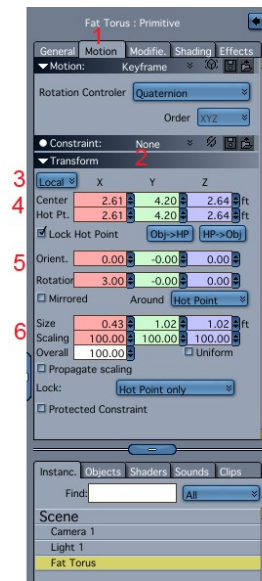 Fat Torus : Primitive
1
General Motion Modifie. Shading Effects
Motion: Keyframe
Rotation Controler Quaternion
Order XYZ
Constraint: None
Transform 2
3 Local X Y Z
4 Center 2.61 4.20 2.64 ft
Hot Pt. 2.61 4.20 2.64 ft
Lock Hot Point Obj->HP HP->Obj
5 Orient. 0.00 -0.00 0.00
Rotation 3.00 -0.00 0.00
Mirrored Around Hot Point
6 Size 0.43 1.02 1.02 ft
Scaling 100.00 100.00 100.00
Overall 100.00 Uniform
Propagate scaling
Lock: Hot Point only
Protected Constraint
Instanc. Objects Shaders Sounds Clips
Find: All
Scene
Camera 1
Light 1
Fat Torus